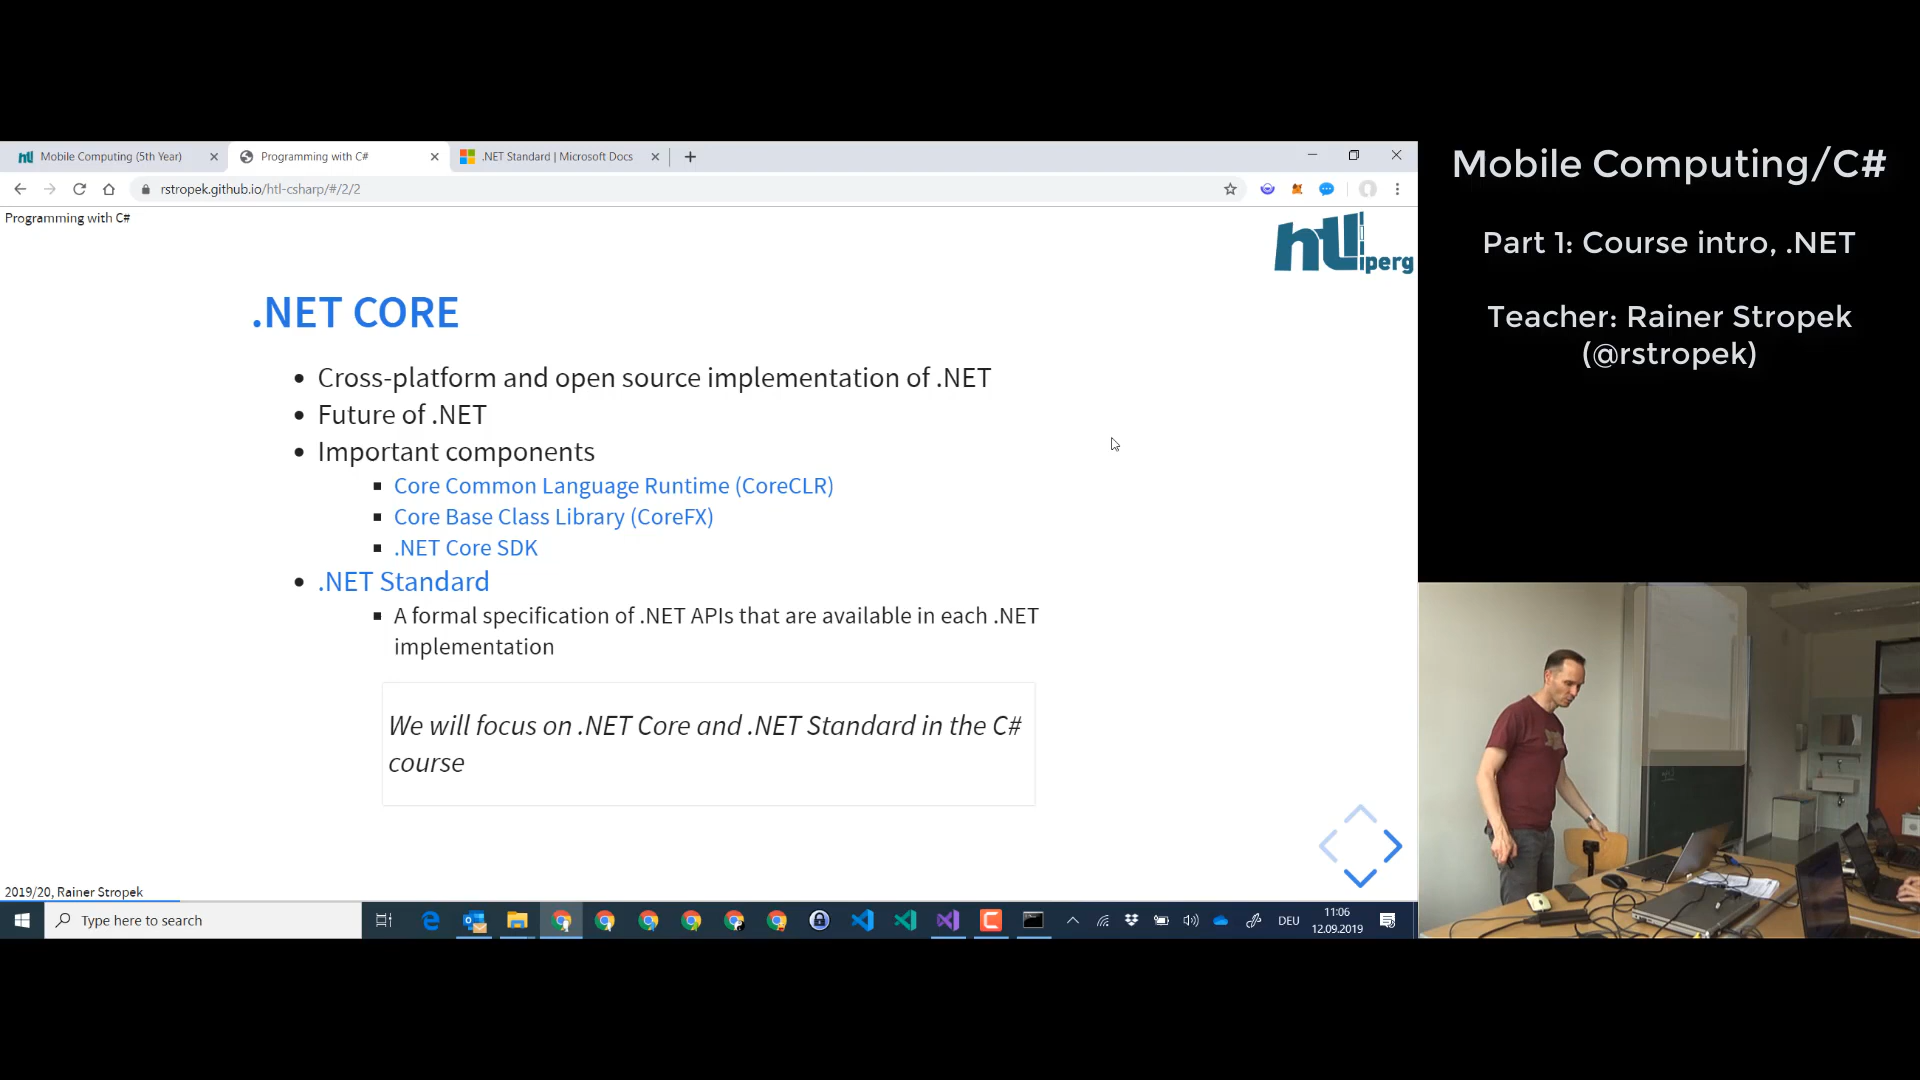 Mobile Computing (5th Year)
Programming with C#
.NET Standard | Microsoft Docs
rstropek.github.io/htl-csharp/#/2/2
Programming with C#
htl
iperg
.NET CORE
Cross-platform and open source implementation of .NET
Future of .NET
Important components
Core Common Language Runtime (CoreCLR)
Core Base Class Library (CoreFX)
.NET Core SDK
.NET Standard
A formal specification of .NET APIs that are available in each .NET
implementation
We will focus on .NET Core and .NET Standard in the C#
course
2019/20, Rainer Stropek
Type here to search
DEU
11:06
12.09.2019
Mobile Computing/C#
Part 1: Course intro, .NET
Teacher: Rainer Stropek
(@rstropek)